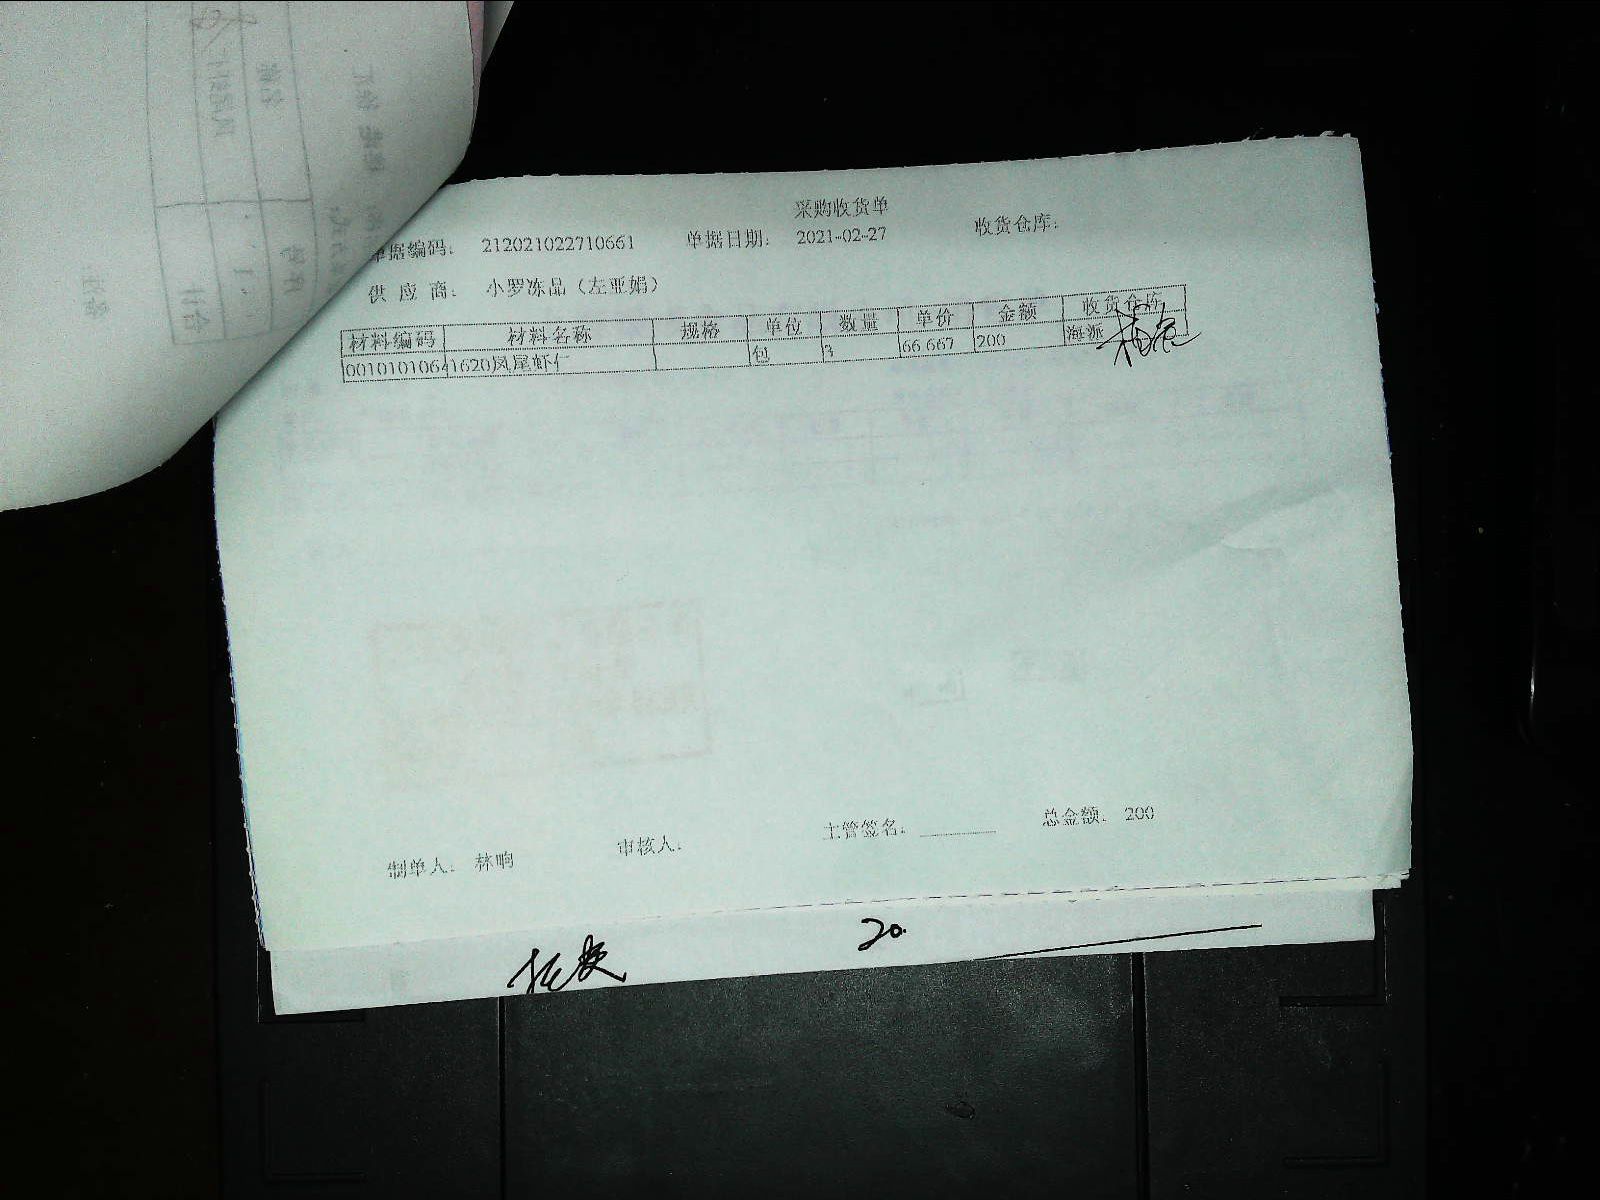 采购收货单
单据编码: 212021022710661 单据日期: 2021-02-27 收货仓库:
供应商: 小罗冻品（左亚娟）
材料编码 材料名称 规格 单位 数量 单价 金额 收货仓库
0010101064 1620凤尾虾仁 包 3 66.667 200 海派
制单人: 林响 审核人: 主管签名: 总金额: 200
20.